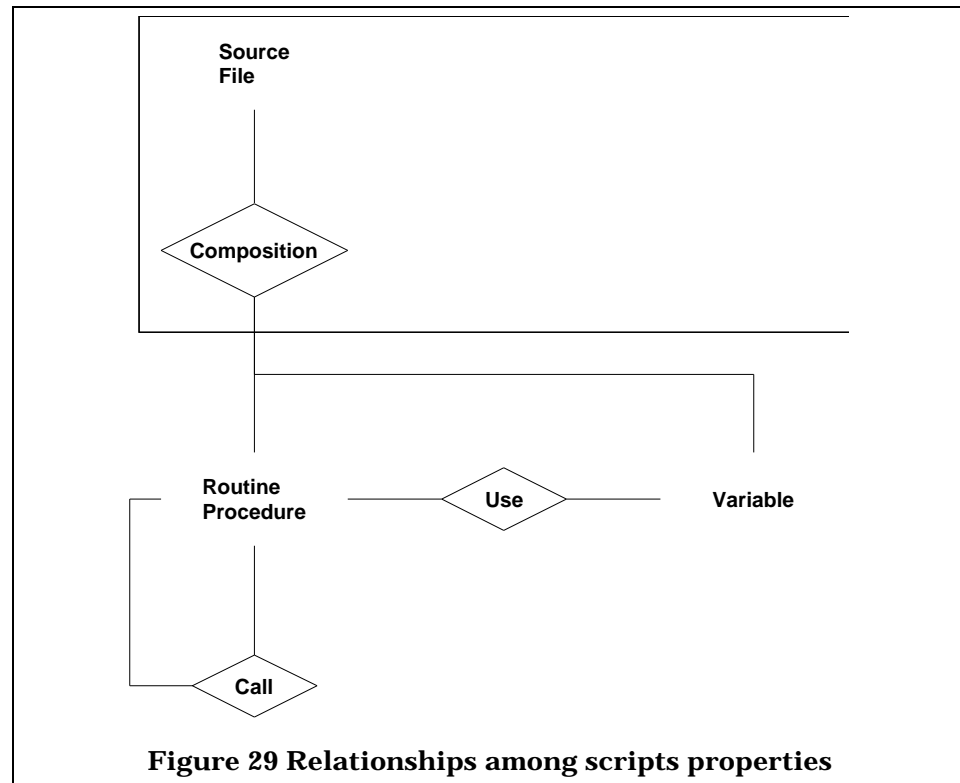 Source
File
Composition
Routine
Procedure
Use
Variable
Call
Figure 29 Relationships among scripts properties